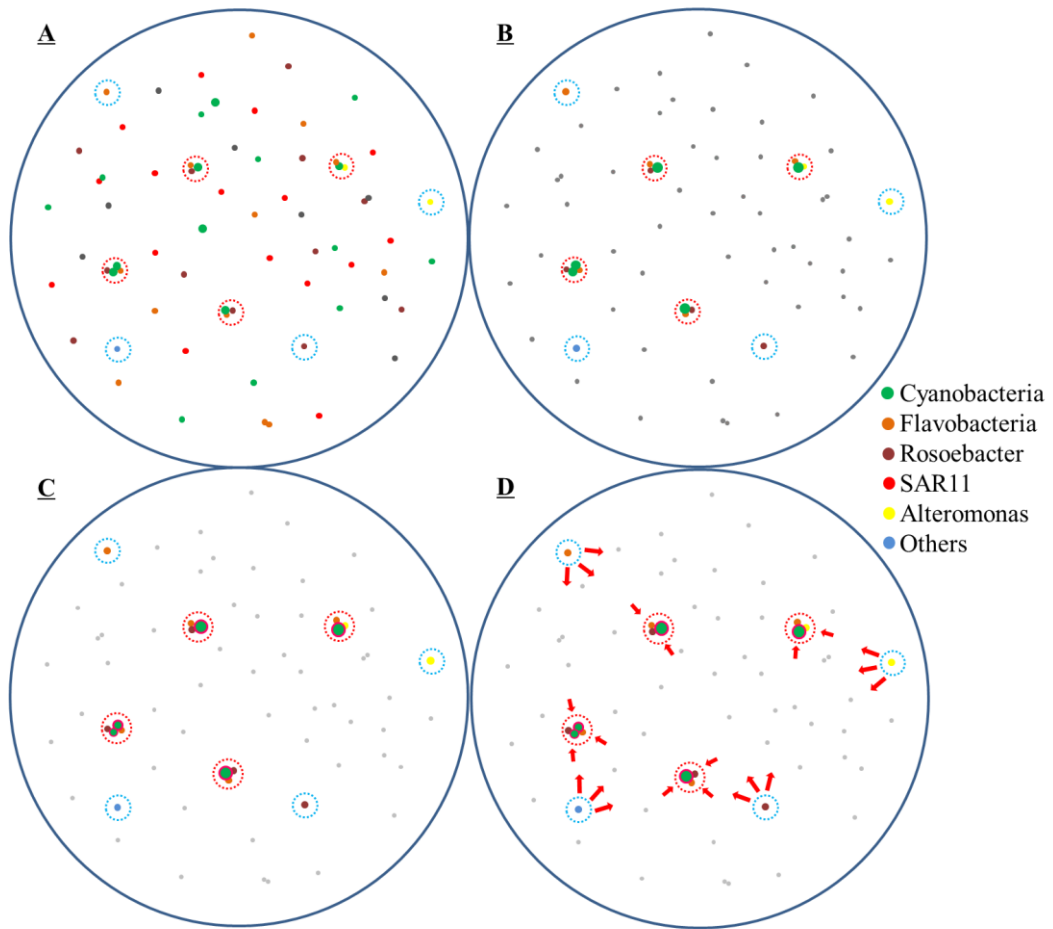 A
B
Cyanobacteria
Flavobacteria
Rosoebacter
SAR11
Alteromonas
Others
C
D